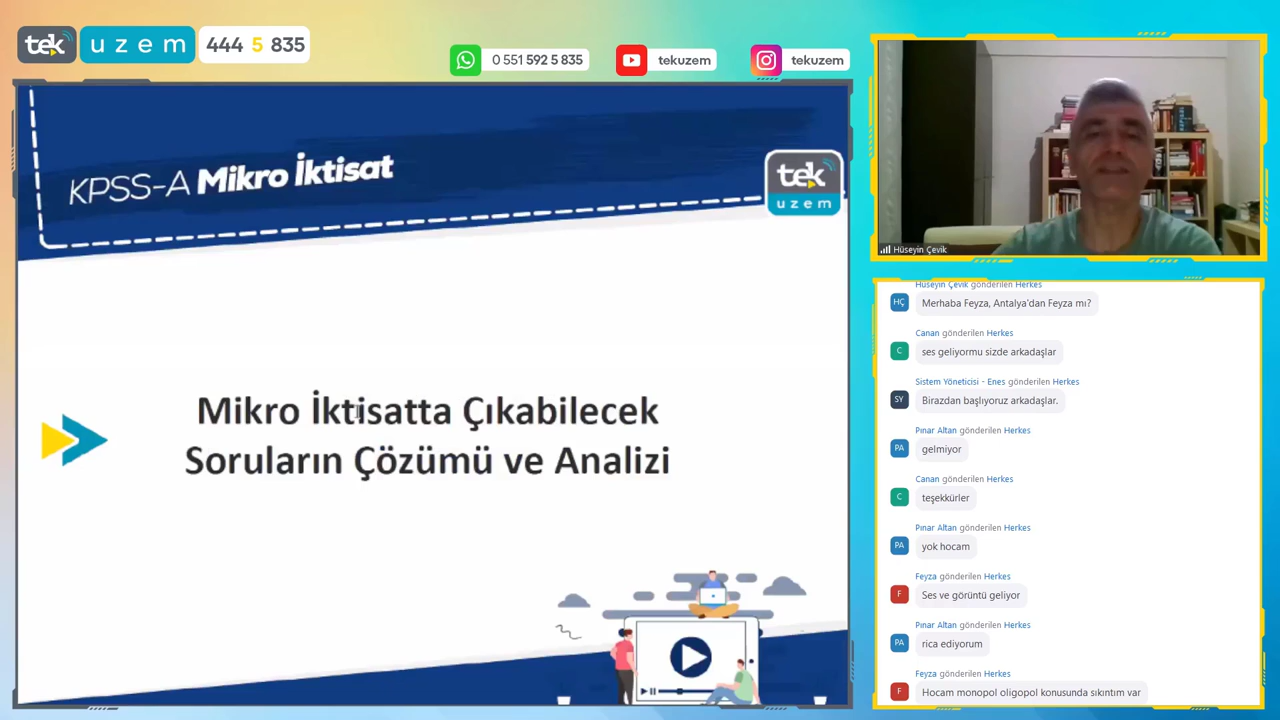 tek uzem 444 5 835
0 551 592 5 835 tekuzem tekuzem
KPSS-A Mikro İktisat
tek
uzem
Mikro İktisatta Çıkabilecek
Soruların Çözümü ve Analizi
Hüseyin Çevik
Hüseyin Çevik gönderilen Herkes
HÇ Merhaba Feyza, Antalya'dan Feyza mı?
Canan gönderilen Herkes
C ses geliyormu sizde arkadaşlar
Sistem Yöneticisi - Enes gönderilen Herkes
SY Birazdan başlıyoruz arkadaşlar.
Pınar Altan gönderilen Herkes
PA gelmiyor
Canan gönderilen Herkes
C teşekkürler
Pınar Altan gönderilen Herkes
PA yok hocam
Feyza gönderilen Herkes
F Ses ve görüntü geliyor
Pınar Altan gönderilen Herkes
PA rica ediyorum
Feyza gönderilen Herkes
F Hocam monopol oligopol konusunda sıkıntım var